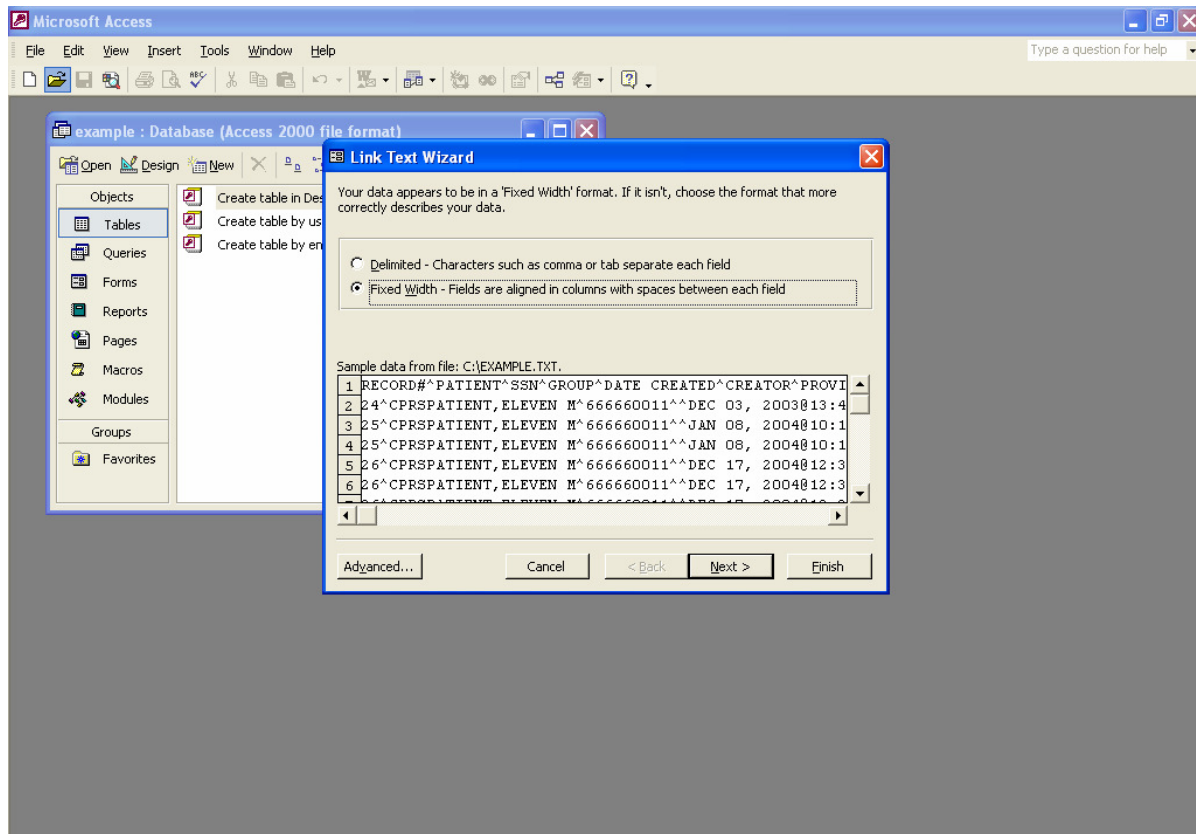 Microsoft Access
File Edit View Insert Tools Window Help
Type a question for help
example : Database (Access 2000 file format)
Open Design New
Objects
Tables
Queries
Forms
Reports
Pages
Macros
Modules
Groups
Favorites
Create table in Des
Create table by us
Create table by en
Link Text Wizard
Your data appears to be in a 'Fixed Width' format. If it isn't, choose the format that more
correctly describes your data.
Delimited - Characters such as comma or tab separate each field
Fixed Width - Fields are aligned in columns with spaces between each field
Sample data from file: C:\EXAMPLE.TXT.
1 RECORD#^PATIENT^SSN^GROUP^DATE CREATED^CREATOR^PROVI
2 24^CPRSPATIENT,ELEVEN M^666660011^^DEC 03, 2003@13:4
3 25^CPRSPATIENT,ELEVEN M^666660011^^JAN 08, 2004@10:1
4 25^CPRSPATIENT,ELEVEN M^666660011^^JAN 08, 2004@10:1
5 26^CPRSPATIENT,ELEVEN M^666660011^^DEC 17, 2004@12:3
6 26^CPRSPATIENT,ELEVEN M^666660011^^DEC 17, 2004@12:3
Advanced... Cancel < Back Next > Finish